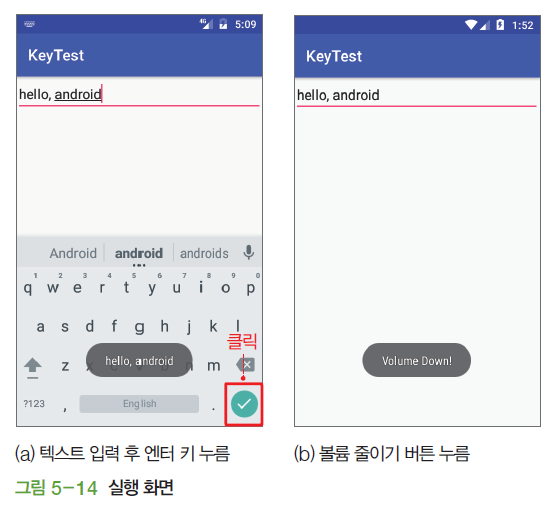 4G 5:09
KeyTest
hello, android
Android android androids
1 2 3 4 5 6 7 8 9 0
q w e r t y u i o p
a s d f g h j k l
클릭
z x b n m
hello, android
?123 , English .
(a) 텍스트 입력 후 엔터 키 누름
1:52
KeyTest
hello, android
Volume Down!
(b) 볼륨 줄이기 버튼 누름
그림 5-14 실행 화면